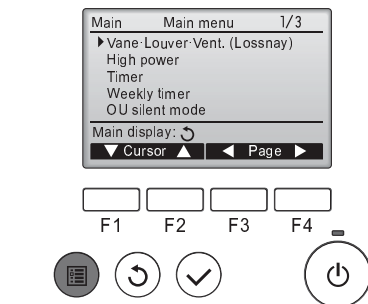 Main Main menu 1/3
Vane·Louver·Vent. (Lossnay)
High power
Timer
Weekly timer
OU silent mode
Main display:
Cursor Page
F1 F2 F3 F4